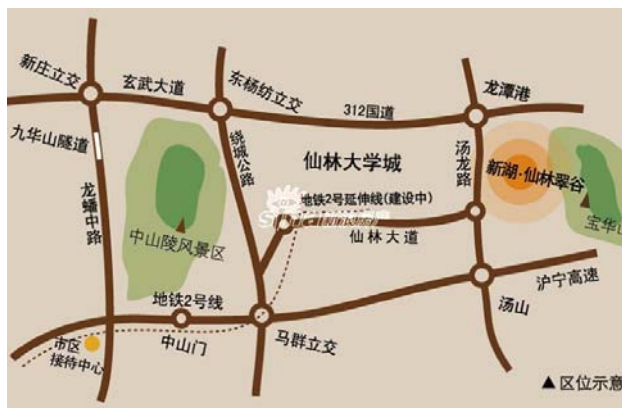 新庄立交
玄武大道
东杨纺立交
312国道
龙潭港
九华山隧道
绕城公路
仙林大学城
汤龙路
新湖·仙林翠谷
地铁2号延伸线(建设中)
龙蟠中路
中山陵风景区
仙林大道
宝华山
沪宁高速
地铁2号线
汤山
中山门
马群立交
市区
接待中心
▲区位示意